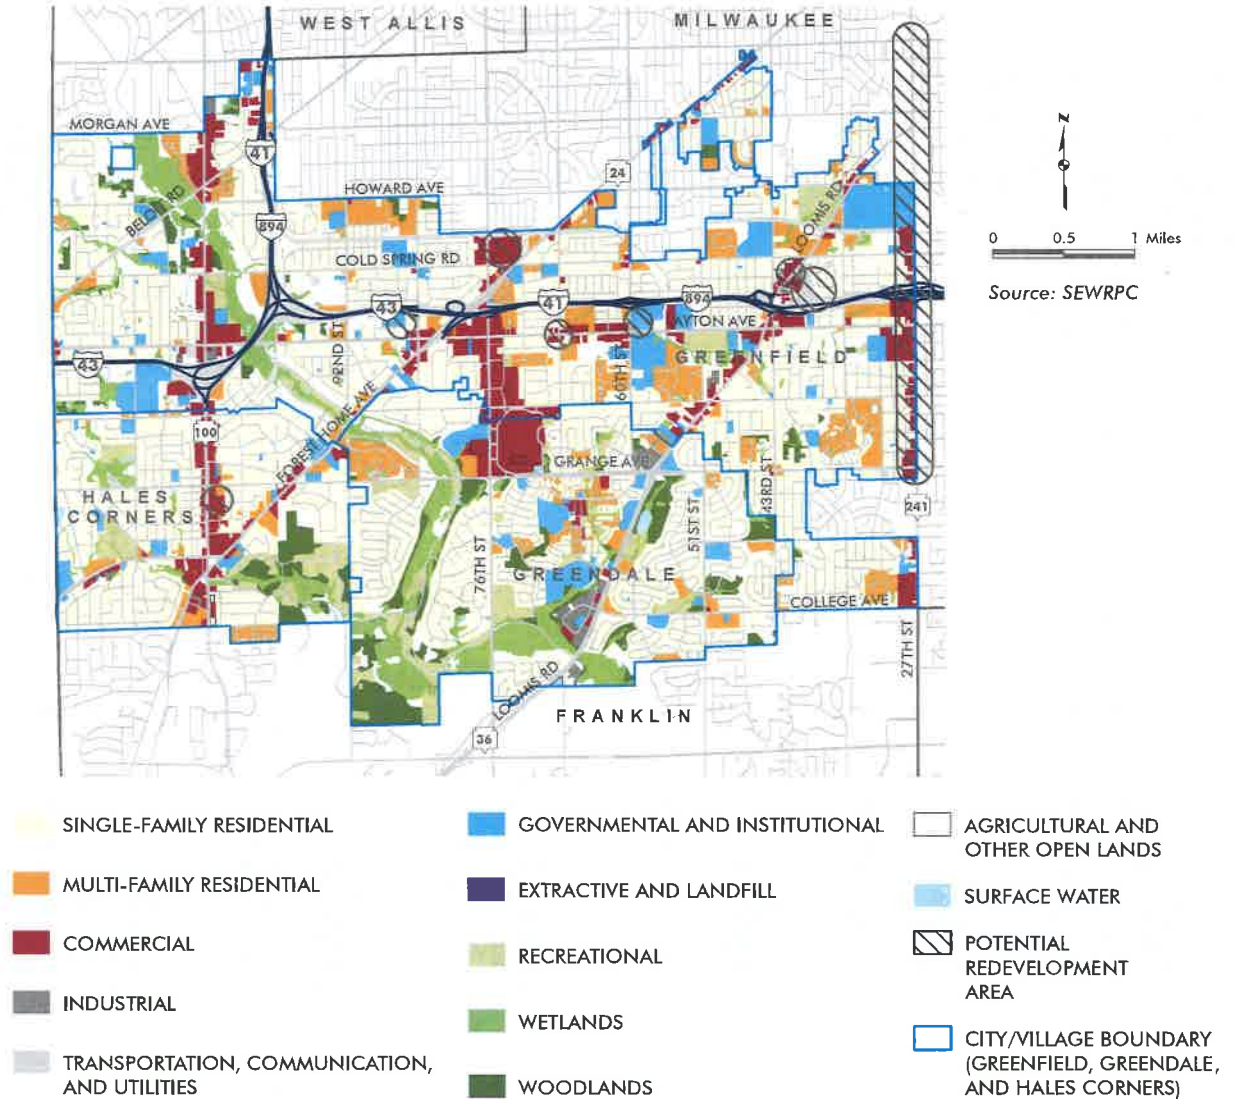 WEST ALLIS
MILWAUKEE
MORGAN AVE
41
24
HOWARD AVE
BELOIT RD
LOOMIS RD
894
COLD SPRING RD
43
41
894
AYTON AVE
92ND ST
60TH ST
GREENFIELD
43
FOREST HOME AVE
100
GRANGE AVE
43RD ST
HALES
CORNERS
241
51ST ST
76TH ST
GREENDALE
COLLEGE AVE
27TH ST
LOOMIS RD
FRANKLIN
36
N
0 0.5 1 Miles
Source: SEWRPC
SINGLE-FAMILY RESIDENTIAL
MULTI-FAMILY RESIDENTIAL
COMMERCIAL
INDUSTRIAL
TRANSPORTATION, COMMUNICATION,
AND UTILITIES
GOVERNMENTAL AND INSTITUTIONAL
EXTRACTIVE AND LANDFILL
RECREATIONAL
WETLANDS
WOODLANDS
AGRICULTURAL AND
OTHER OPEN LANDS
SURFACE WATER
POTENTIAL
REDEVELOPMENT
AREA
CITY/VILLAGE BOUNDARY
(GREENFIELD, GREENDALE,
AND HALES CORNERS)